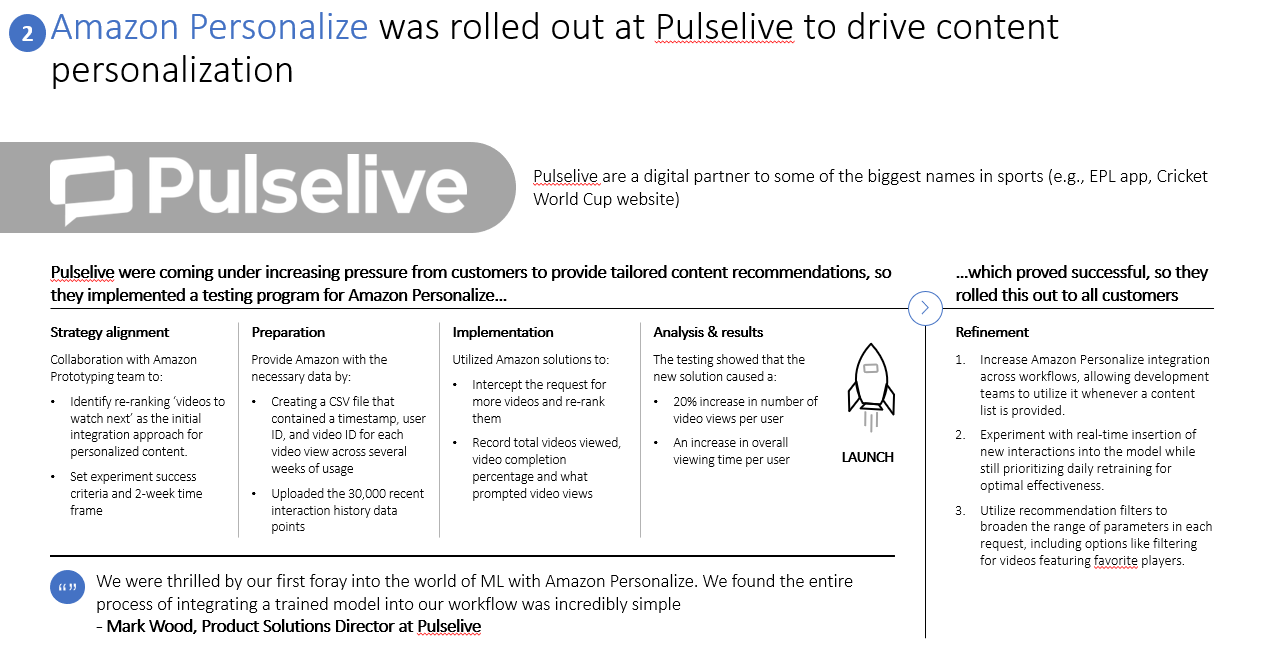 2
Amazon Personalize was rolled out at Pulselive to drive content
personalization
Pulselive
Pulselive are a digital partner to some of the biggest names in sports (e.g., EPL app, Cricket
World Cup website)
Pulselive were coming under increasing pressure from customers to provide tailored content recommendations, so
they implemented a testing program for Amazon Personalize...
Strategy alignment
Collaboration with Amazon
Prototyping team to:
• Identify re-ranking ‘videos to
watch next’ as the initial
integration approach for
personalized content.
• Set experiment success
criteria and 2-week time
frame
Preparation
Provide Amazon with the
necessary data by:
• Creating a CSV file that
contained a timestamp, user
ID, and video ID for each
video view across several
weeks of usage
• Uploaded the 30,000 recent
interaction history data
points
Implementation
Utilized Amazon solutions to:
• Intercept the request for
more videos and re-rank
them
• Record total videos viewed,
video completion
percentage and what
prompted video views
Analysis & results
The testing showed that the
new solution caused a:
• 20% increase in number of
video views per user
• An increase in overall
viewing time per user
LAUNCH
...which proved successful, so they
rolled this out to all customers
Refinement
1. Increase Amazon Personalize integration
across workflows, allowing development
teams to utilize it whenever a content
list is provided.
2. Experiment with real-time insertion of
new interactions into the model while
still prioritizing daily retraining for
optimal effectiveness.
3. Utilize recommendation filters to
broaden the range of parameters in each
request, including options like filtering
for videos featuring favorite players.
“”
We were thrilled by our first foray into the world of ML with Amazon Personalize. We found the entire
process of integrating a trained model into our workflow was incredibly simple
- Mark Wood, Product Solutions Director at Pulselive